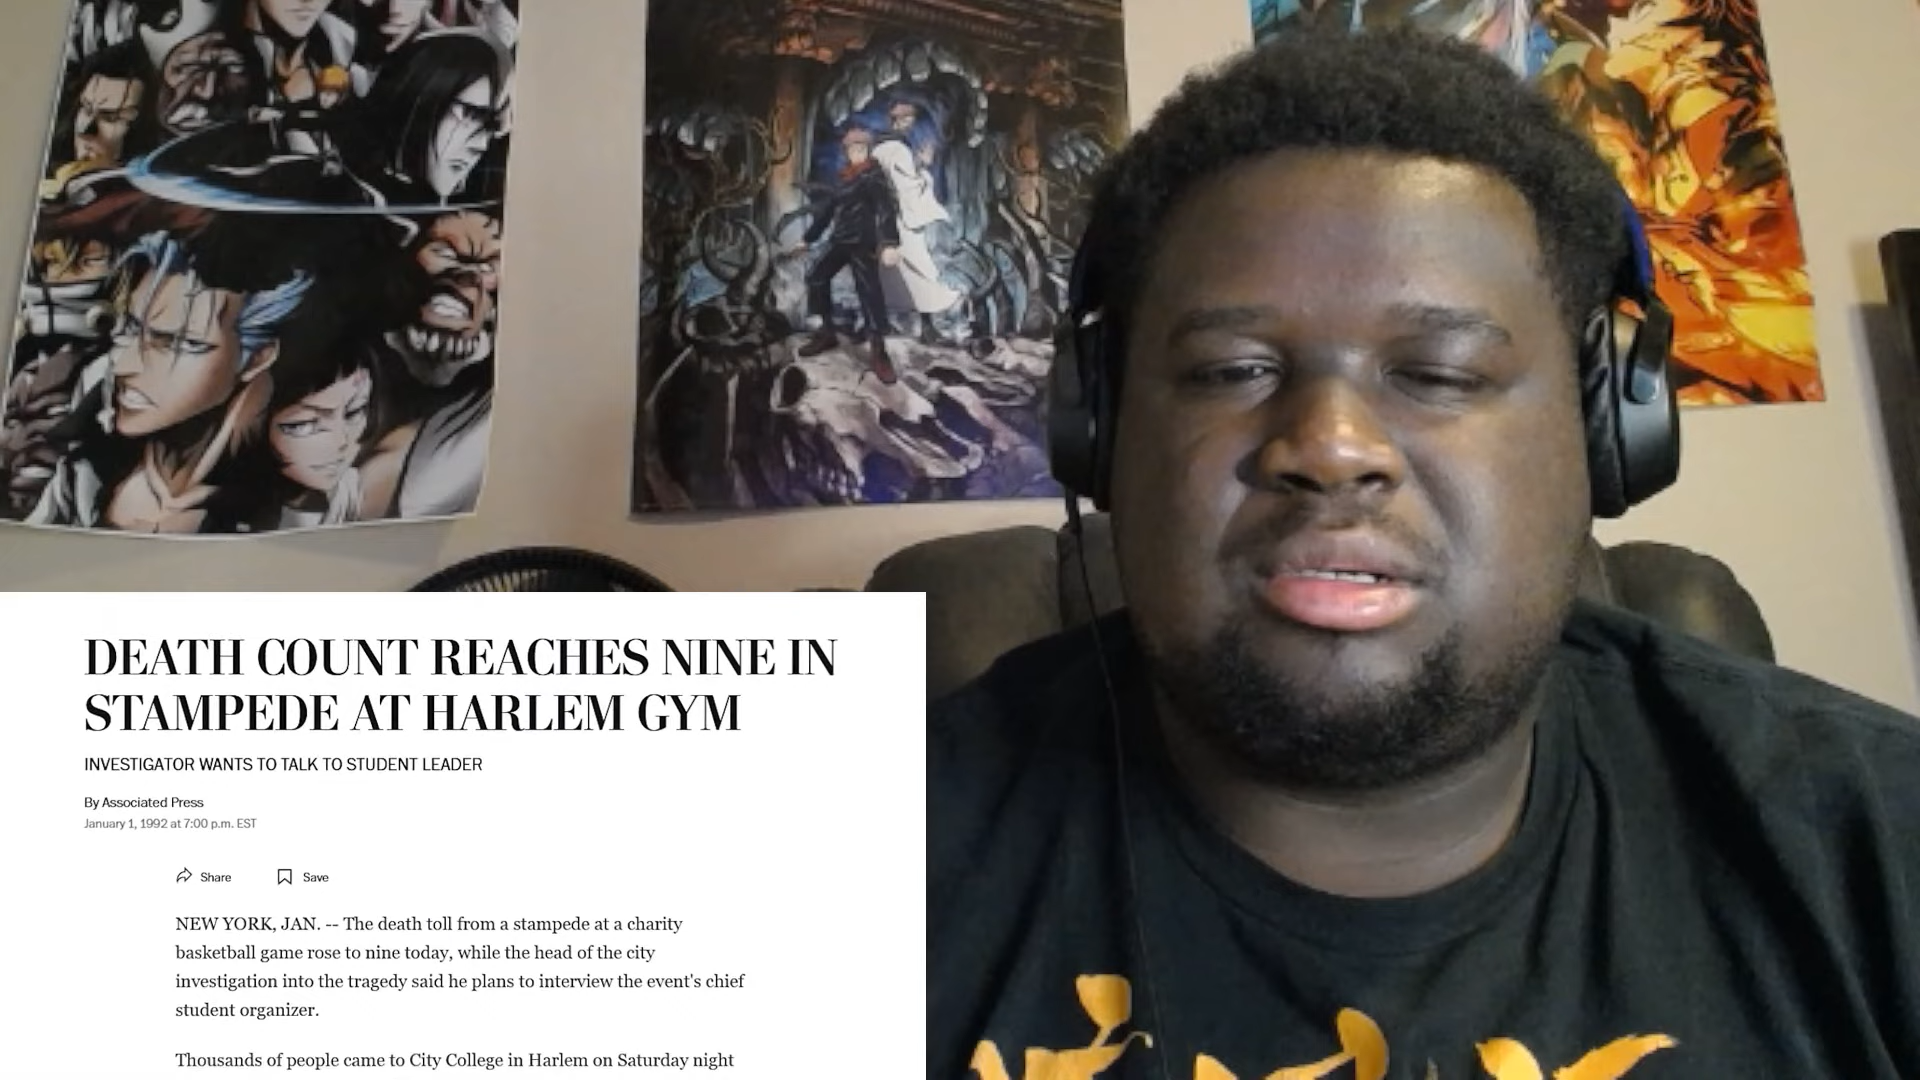 DEATH COUNT REACHES NINE IN
STAMPEDE AT HARLEM GYM
INVESTIGATOR WANTS TO TALK TO STUDENT LEADER
By Associated Press
January 1, 1992 at 7:00 p.m. EST
Share Save
NEW YORK, JAN. -- The death toll from a stampede at a charity
basketball game rose to nine today, while the head of the city
investigation into the tragedy said he plans to interview the event's chief
student organizer.
Thousands of people came to City College in Harlem on Saturday night